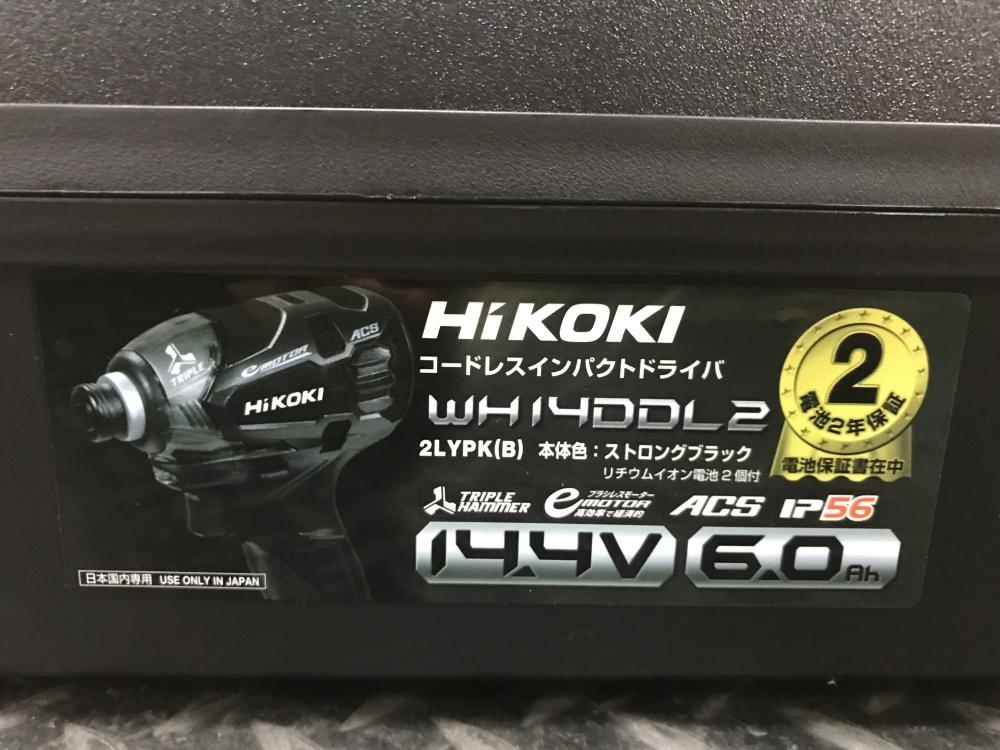 HiKOKI
コードレスインパクトドライバ
WH14DDL2
2LYPK(B) 本体色：ストロングブラック
リチウムイオン電池2個付
TRIPLE HAMMER
ブラシレスモーター
e MOTOR
高効率で経済的
ACS IP56
14.4V 6.0Ah
2
電池2年保証
電池保証書在中
TRIPLE
e MOTOR
ACS
HiKOKI
日本国内専用 USE ONLY IN JAPAN